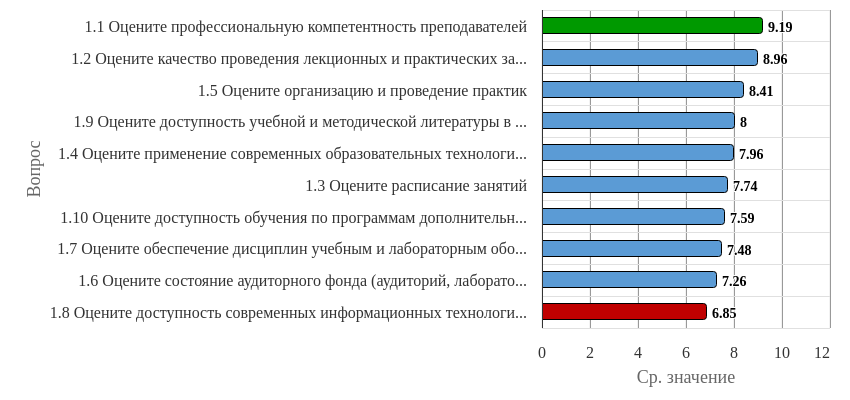 1.1 Оцените профессиональную компетентность преподавателей 9.19
1.2 Оцените качество проведения лекционных и практических за... 8.96
1.5 Оцените организацию и проведение практик 8.41
1.9 Оцените доступность учебной и методической литературы в ... 8
1.4 Оцените применение современных образовательных технологи... 7.96
1.3 Оцените расписание занятий 7.74
1.10 Оцените доступность обучения по программам дополнительн... 7.59
1.7 Оцените обеспечение дисциплин учебным и лабораторным обо... 7.48
1.6 Оцените состояние аудиторного фонда (аудиторий, лаборато... 7.26
1.8 Оцените доступность современных информационных технологи... 6.85
Вопрос
0 2 4 6 8 10 12
Ср. значение